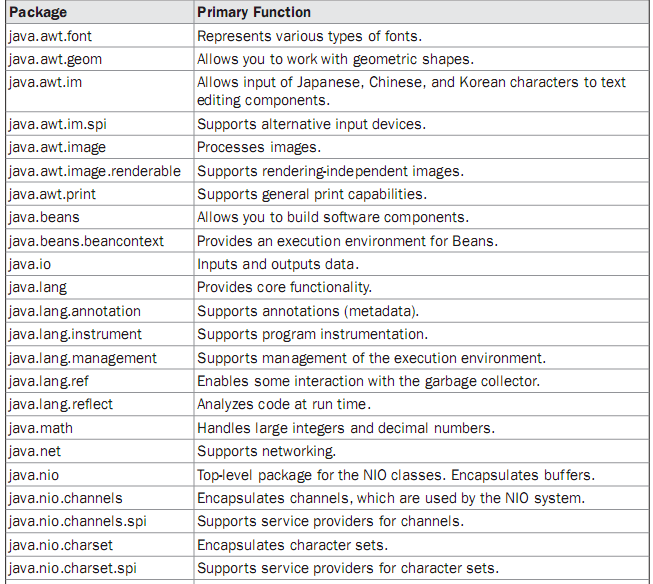 Package Primary Function
java.awt.font Represents various types of fonts.
java.awt.geom Allows you to work with geometric shapes.
java.awt.im Allows input of Japanese, Chinese, and Korean characters to text
editing components.
java.awt.im.spi Supports alternative input devices.
java.awt.image Processes images.
java.awt.image.renderable Supports rendering-independent images.
java.awt.print Supports general print capabilities.
java.beans Allows you to build software components.
java.beans.beancontext Provides an execution environment for Beans.
java.io Inputs and outputs data.
java.lang Provides core functionality.
java.lang.annotation Supports annotations (metadata).
java.lang.instrument Supports program instrumentation.
java.lang.management Supports management of the execution environment.
java.lang.ref Enables some interaction with the garbage collector.
java.lang.reflect Analyzes code at run time.
java.math Handles large integers and decimal numbers.
java.net Supports networking.
java.nio Top-level package for the NIO classes. Encapsulates buffers.
java.nio.channels Encapsulates channels, which are used by the NIO system.
java.nio.channels.spi Supports service providers for channels.
java.nio.charset Encapsulates character sets.
java.nio.charset.spi Supports service providers for character sets.